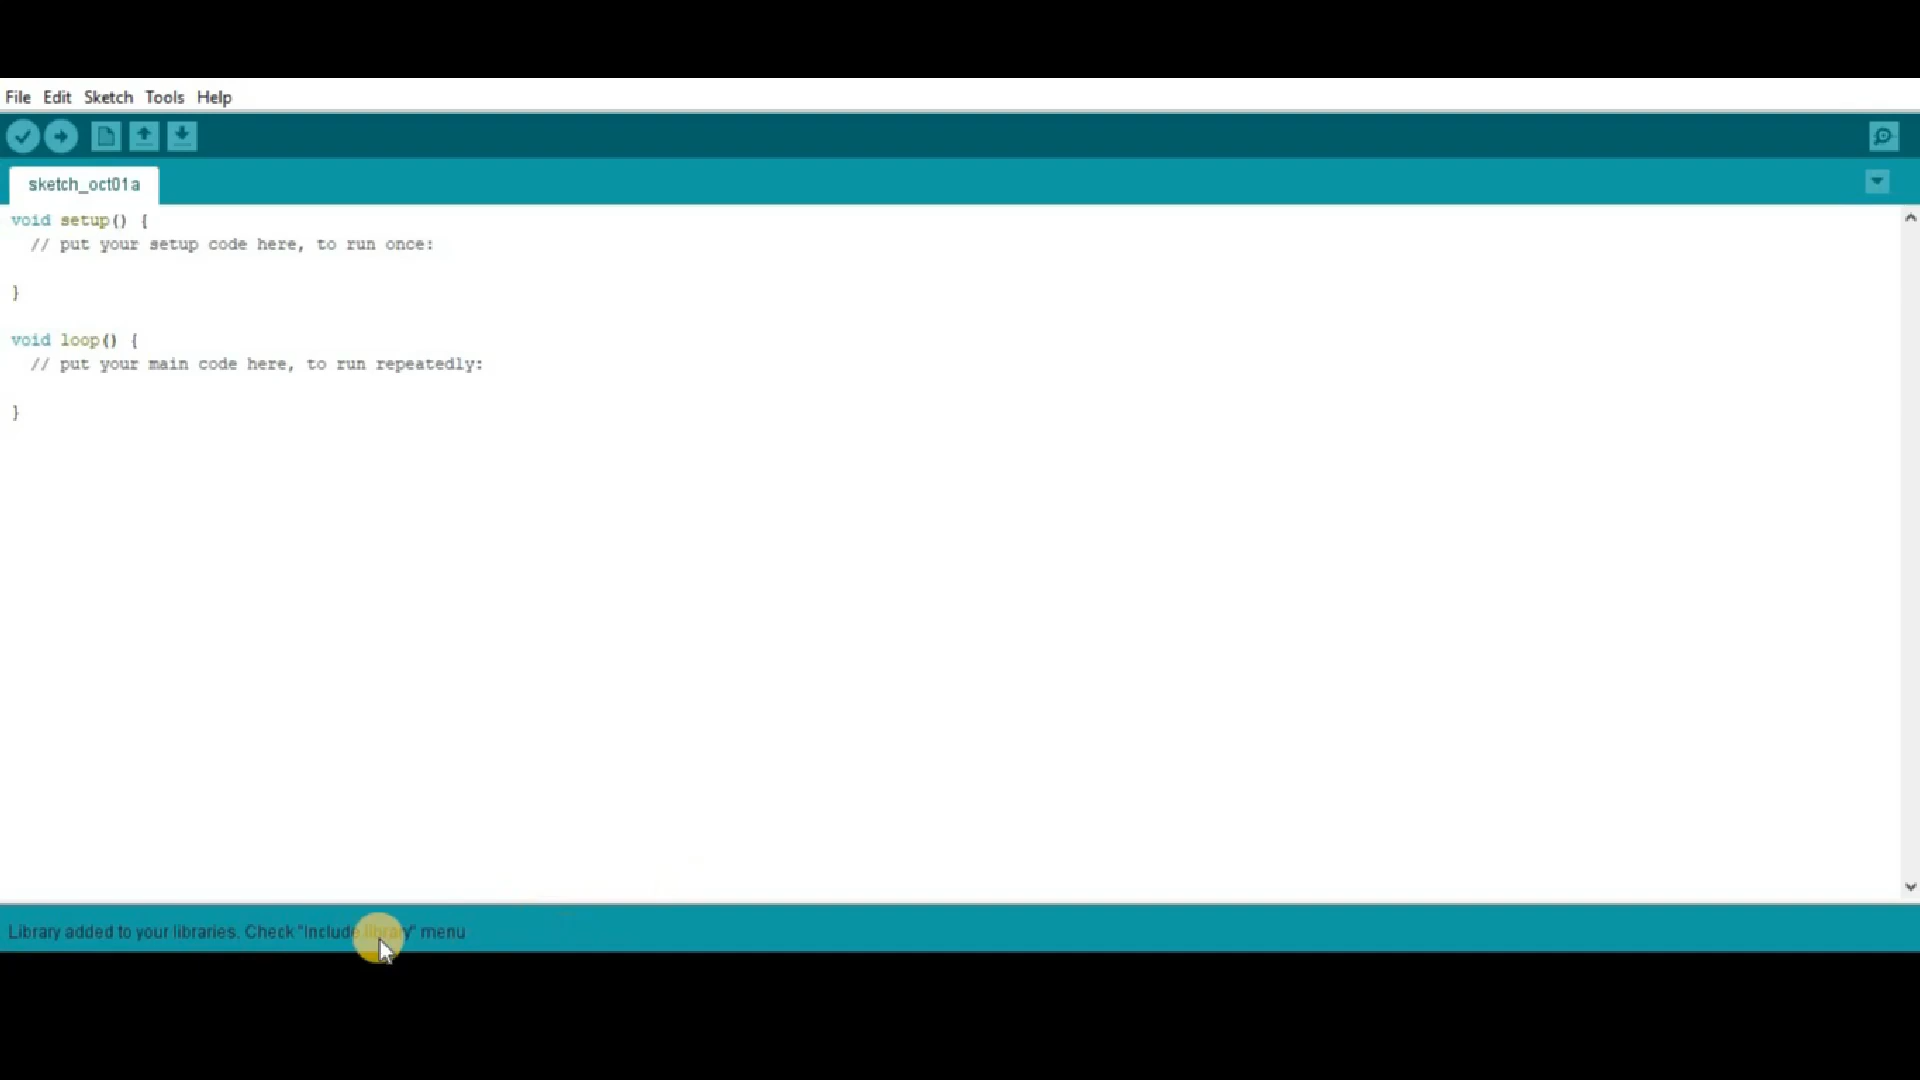 File Edit Sketch Tools Help
sketch_oct01a
void setup() {
// put your setup code here, to run once:
}
void loop() {
// put your main code here, to run repeatedly:
}
Library added to your libraries. Check "Include library" menu